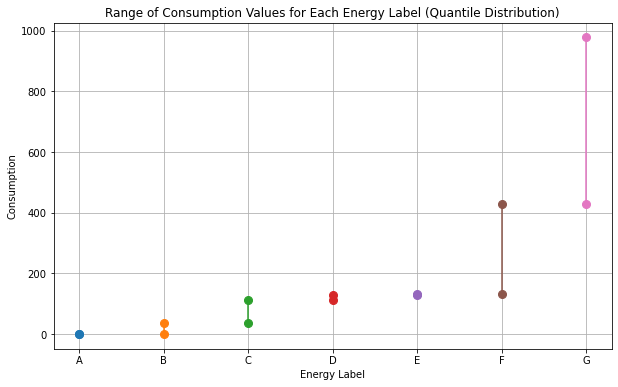 Range of Consumption Values for Each Energy Label (Quantile Distribution)
1000
800
600
400
200
0
Consumption
A B C D E F G
Energy Label